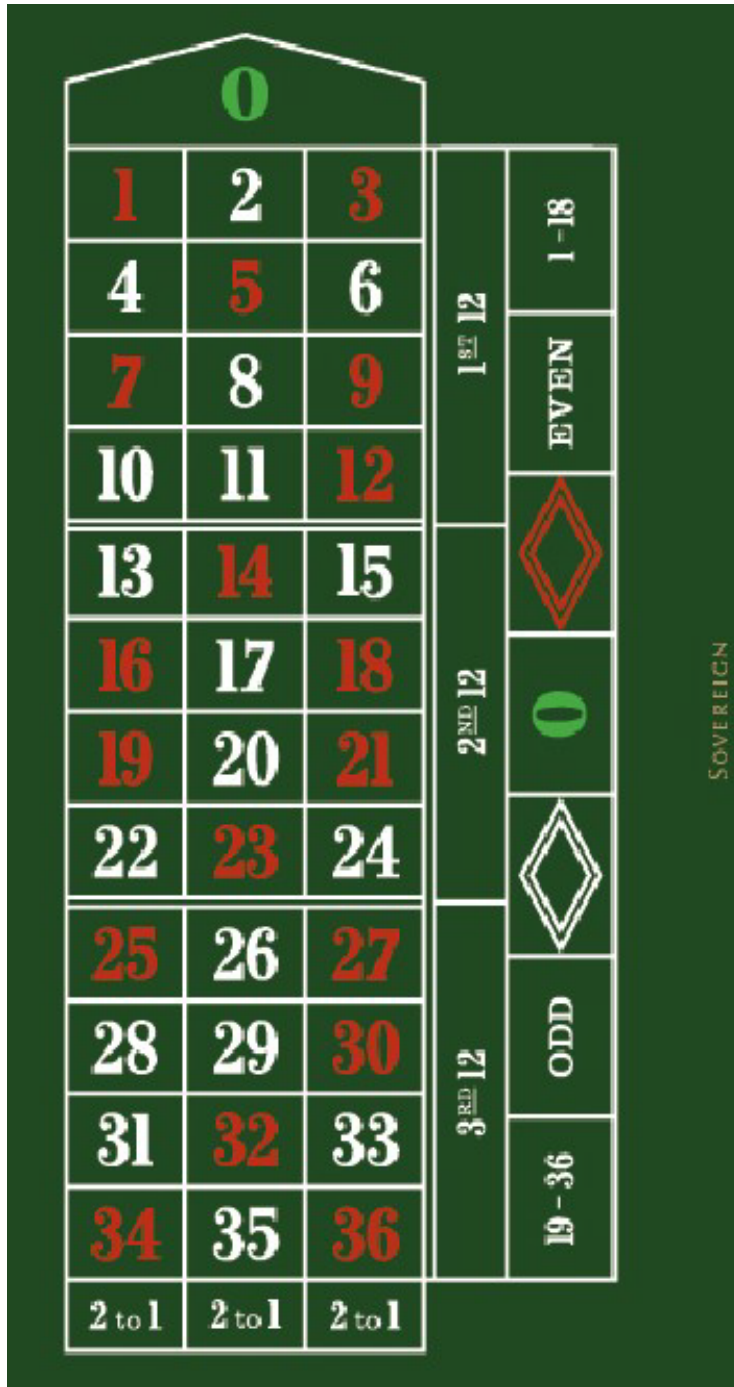 0
1 2 3
4 5 6
7 8 9
10 11 12
13 14 15
16 17 18
19 20 21
22 23 24
25 26 27
28 29 30
31 32 33
34 35 36
2 to 1 2 to 1 2 to 1
1ST 12
2ND 12
3RD 12
1-18
EVEN
0
ODD
19-36
SOVEREIGN